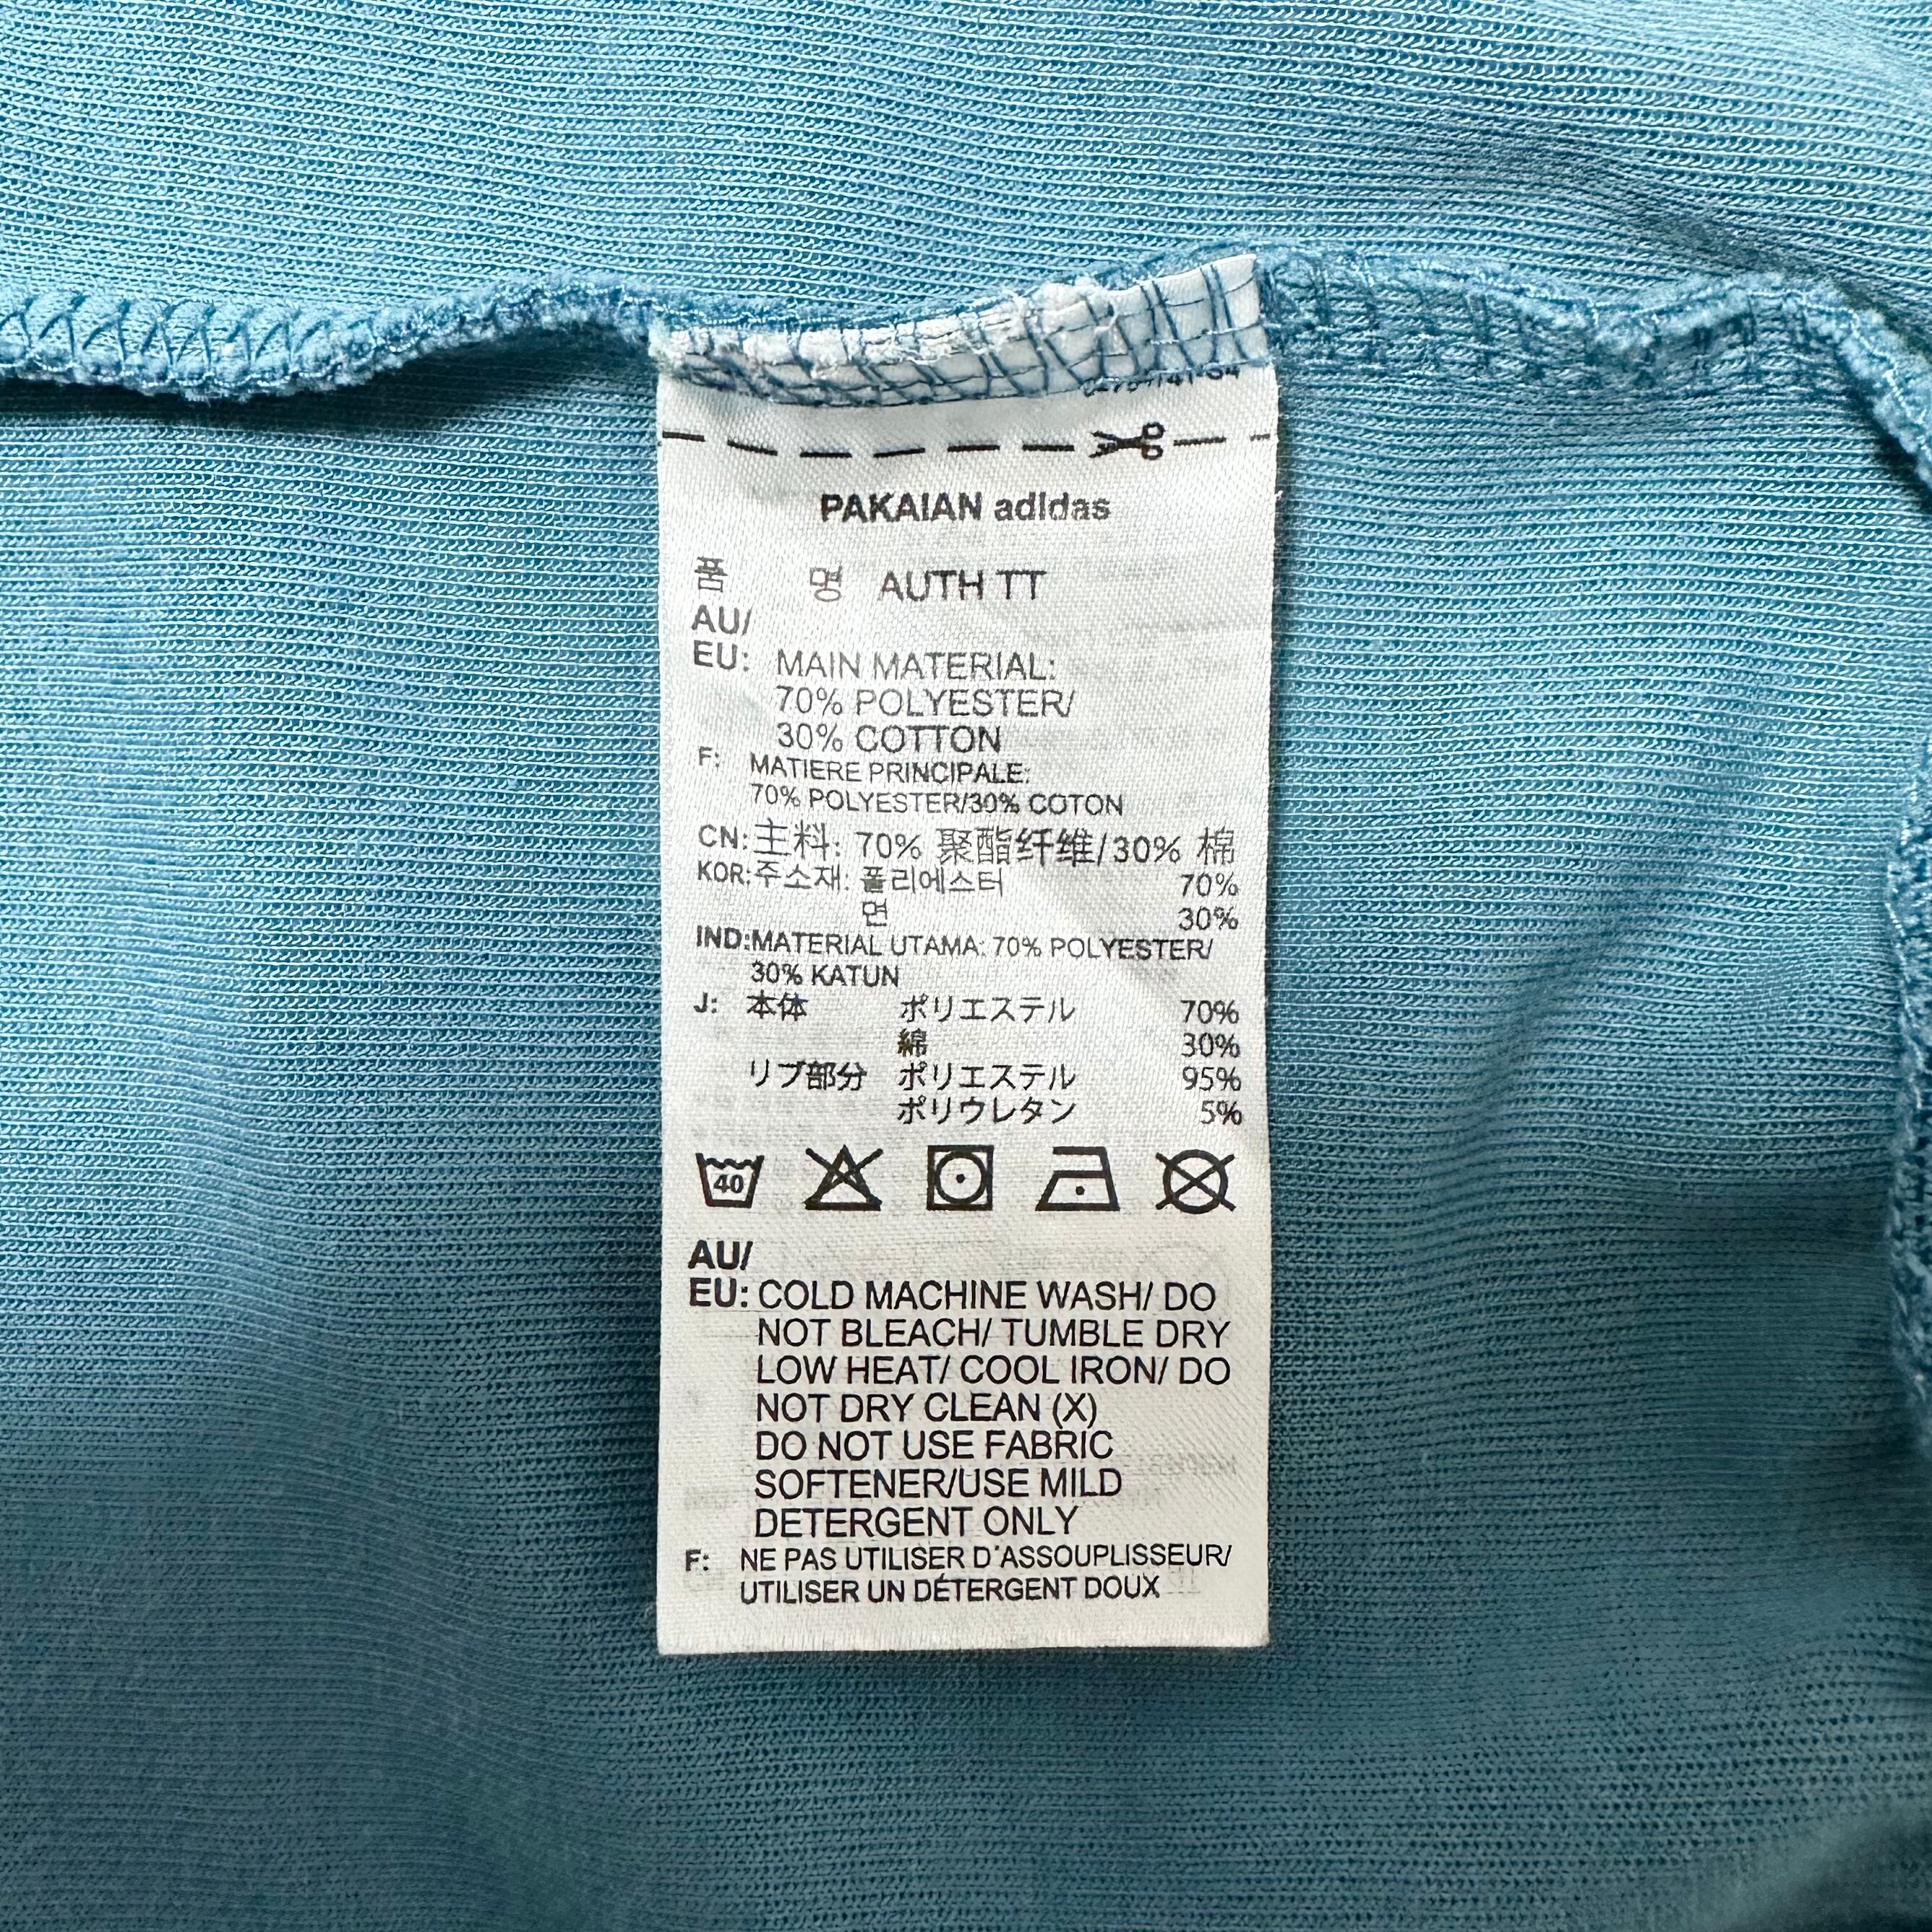 PAKAIAN adidas
품 명 AUTH TT
AU/
EU: MAIN MATERIAL:
70% POLYESTER/
30% COTTON
F: MATIERE PRINCIPALE:
70% POLYESTER/30% COTON
CN: 主料: 70% 聚酯纤维/30% 棉
KOR: 주소재: 폴리에스터 70%
면 30%
IND: MATERIAL UTAMA: 70% POLYESTER/
30% KATUN
J: 本体 ポリエステル 70%
綿 30%
リブ部分 ポリエステル 95%
ポリウレタン 5%
40
AU/
EU: COLD MACHINE WASH/ DO
NOT BLEACH/ TUMBLE DRY
LOW HEAT/ COOL IRON/ DO
NOT DRY CLEAN (X)
DO NOT USE FABRIC
SOFTENER/USE MILD
DETERGENT ONLY
F: NE PAS UTILISER D'ASSOUPLISSEUR/
UTILISER UN DÉTERGENT DOUX